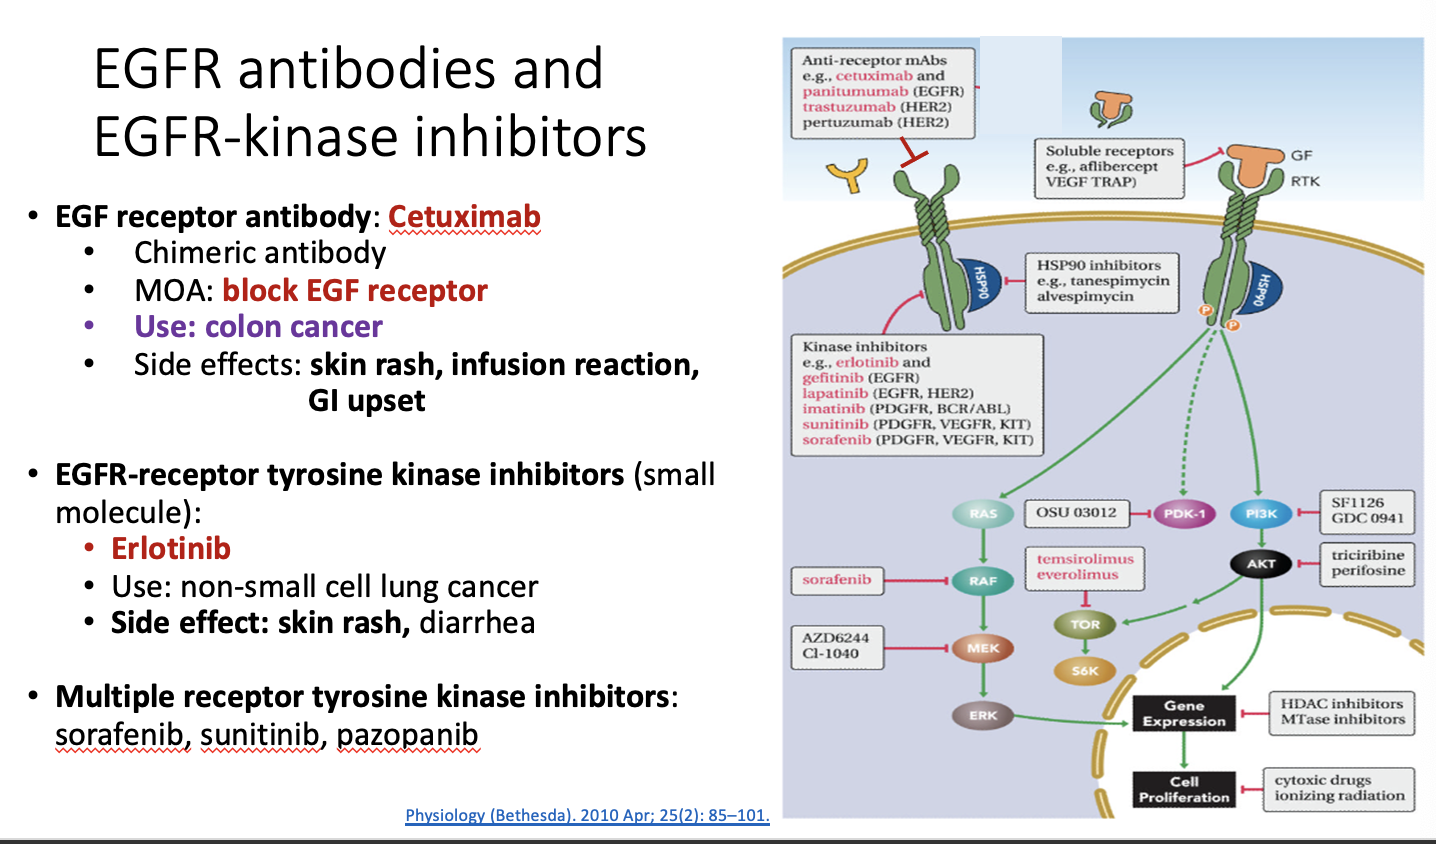 EGFR antibodies and
EGFR-kinase inhibitors
• EGF receptor antibody: Cetuximab
• Chimeric antibody
• MOA: block EGF receptor
• Use: colon cancer
• Side effects: skin rash, infusion reaction,
GI upset
• EGFR-receptor tyrosine kinase inhibitors (small
molecule):
• Erlotinib
• Use: non-small cell lung cancer
• Side effect: skin rash, diarrhea
• Multiple receptor tyrosine kinase inhibitors:
sorafenib, sunitinib, pazopanib
Physiology (Bethesda). 2010 Apr; 25(2): 85–101.
Anti-receptor mAbs
e.g., cetuximab and
panitumumab (EGFR)
trastuzumab (HER2)
pertuzumab (HER2)
Soluble receptors
e.g., aflibercept
VEGF TRAP)
GF
RTK
HSP90
HSP90 inhibitors
e.g., tanespimycin
alvespimycin
HSP90
P
P
Kinase inhibitors
e.g., erlotinib and
gefitinib (EGFR)
lapatinib (EGFR, HER2)
imatinib (PDGFR, BCR/ABL)
sunitinib (PDGFR, VEGFR, KIT)
sorafenib (PDGFR, VEGFR, KIT)
RAS
OSU 03012
PDK-1
PI3K
SF1126
GDC 0941
sorafenib
RAF
temsirolimus
everolimus
AKT
triciribine
perifosine
TOR
AZD6244
CI-1040
MEK
S6K
ERK
Gene
Expression
HDAC inhibitors
MTase inhibitors
Cell
Proliferation
cytoxic drugs
ionizing radiation